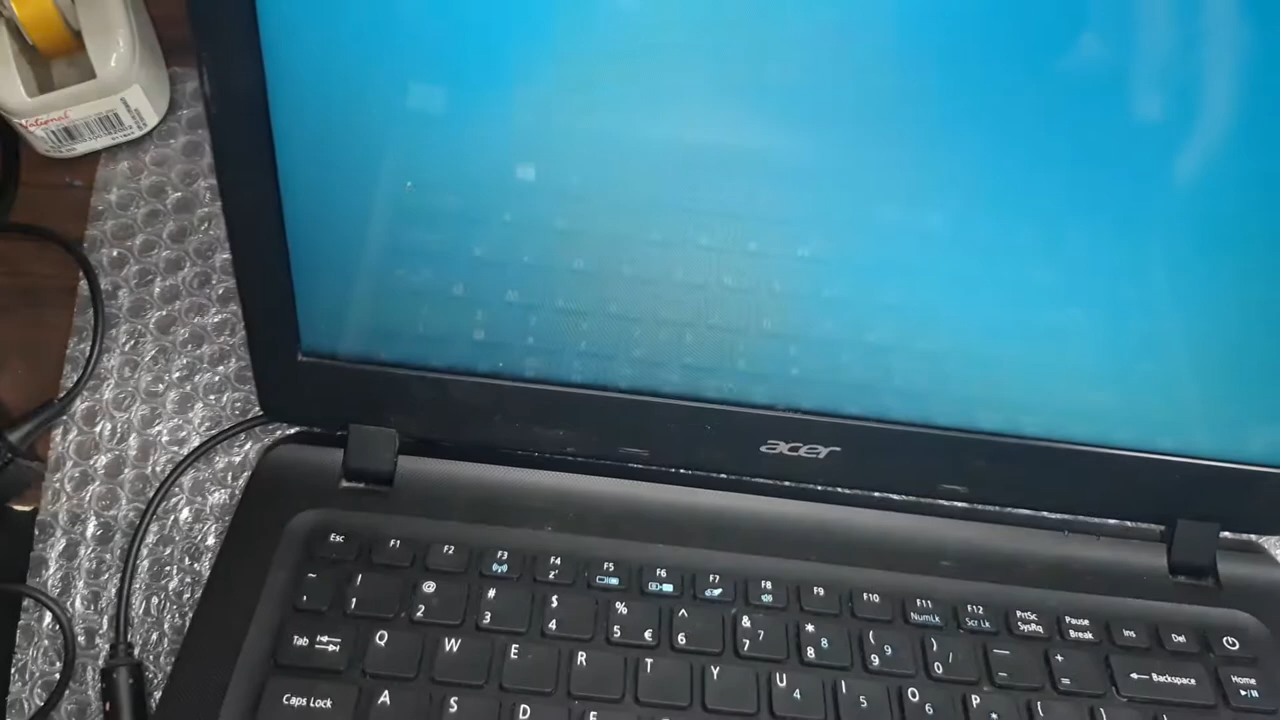 National
acer
Esc F1 F2 F3 F4 F5 F6 F7 F8 F9 F10 F11 F12 PrtSc Pause Ins Del
z
NumLk Scr Lk SysRq Break
~ ! @ # $ % ^ & 7 * 8 ( 9 ) / _ + Backspace Home
` 1 2 3 4 5 € 6 7 8 9 0 - =
Tab Q W E R T Y U 4 I 5 O 6 P * { }
Caps Lock A S D F